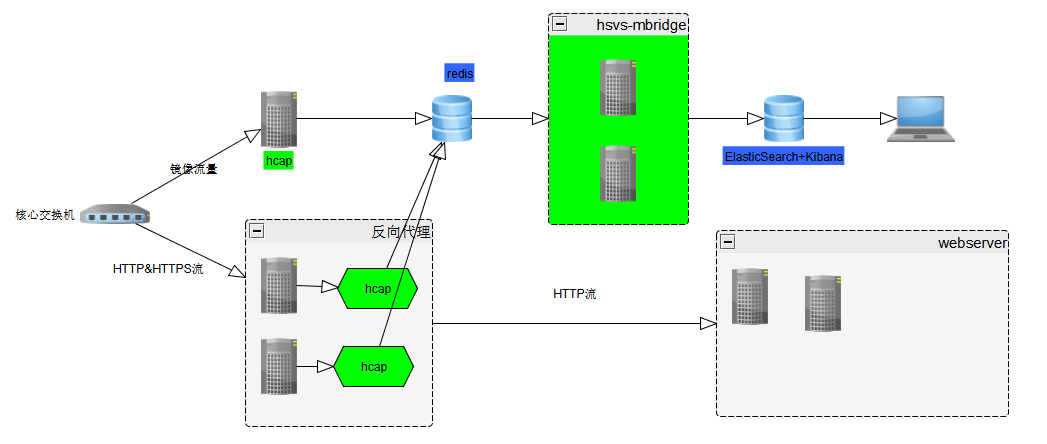 hsvs-mbridge
redis
hcap
镜像流量
ElasticSearch+Kibana
核心交换机
反向代理
webserver
HTTP&HTTPS流
hcap
HTTP流
hcap